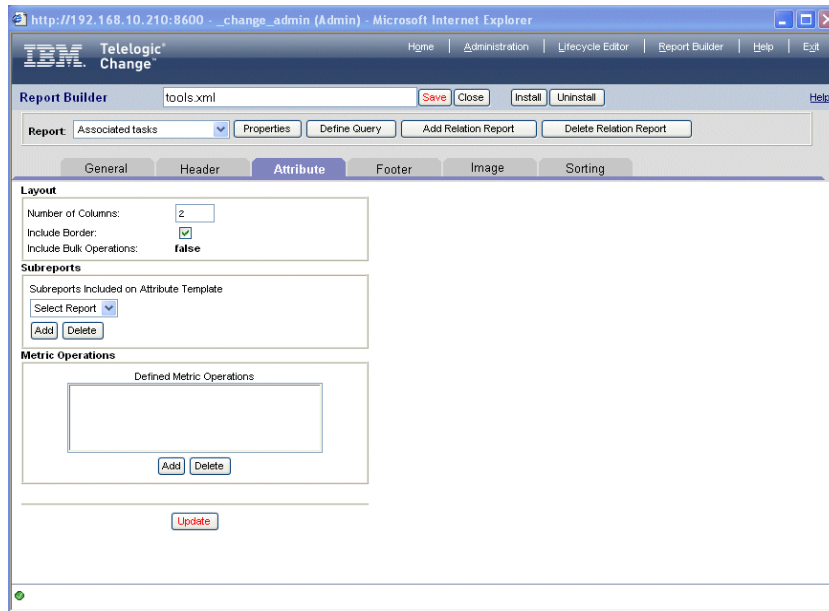 http://192.168.10.210:8600 - _change_admin (Admin) - Microsoft Internet Explorer
IBM. Telelogic® Change™ Home Administration Lifecycle Editor Report Builder Help Exit
Report Builder tools.xml Save Close Install Uninstall Help
Report: Associated tasks Properties Define Query Add Relation Report Delete Relation Report
General Header Attribute Footer Image Sorting
Layout
Number of Columns: 2
Include Border:
Include Bulk Operations: false
Subreports
Subreports Included on Attribute Template
Select Report
Add Delete
Metric Operations
Defined Metric Operations
Add Delete
Update